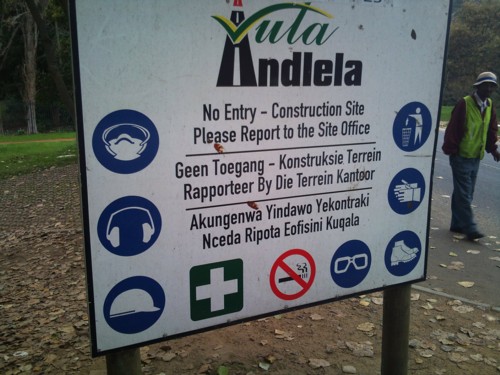 Vula
Andlela
No Entry – Construction Site
Please Report to the Site Office
Geen Toegang – Konstruksie Terrein
Rapporteer By Die Terrein Kantoor
Akungenwa Yindawo Yekontraki
Nceda Ripota Eofisini Kuqala